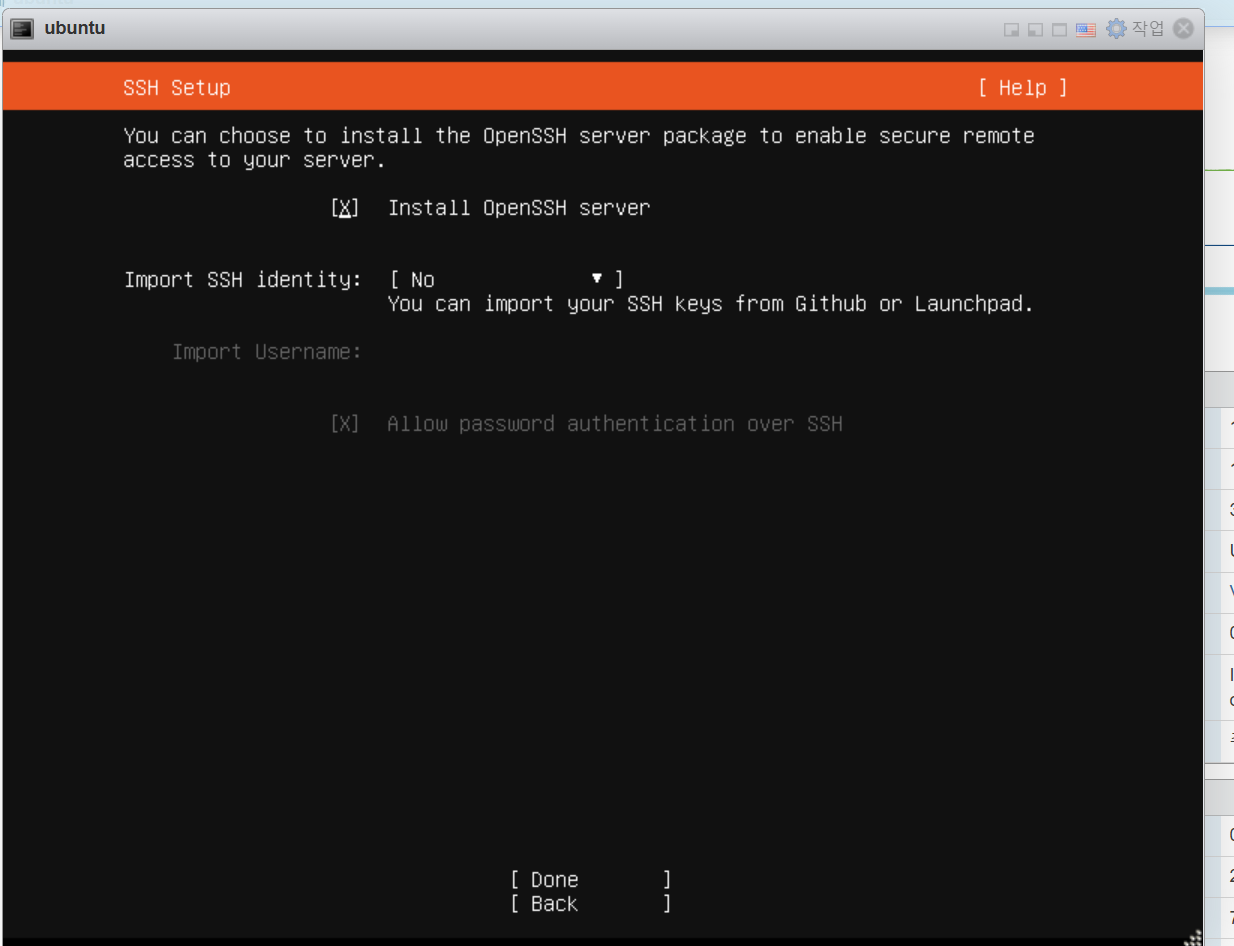 ubuntu
작업
SSH Setup [ Help ]
You can choose to install the OpenSSH server package to enable secure remote
access to your server.
[X] Install OpenSSH server
Import SSH identity: [ No ▼ ]
You can import your SSH keys from Github or Launchpad.
Import Username:
[X] Allow password authentication over SSH
[ Done ]
[ Back ]